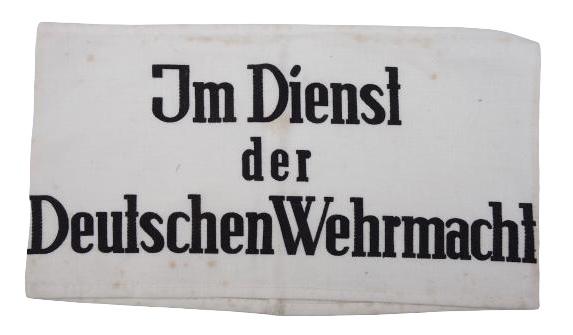 Im Dienst
der
Deutschen Wehrmacht